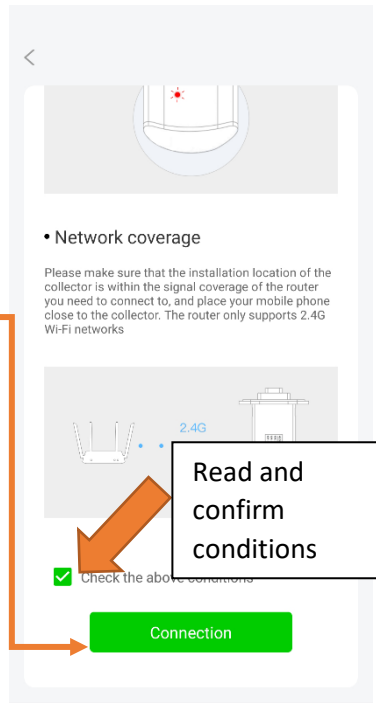 • Network coverage
Please make sure that the installation location of the
collector is within the signal coverage of the router
you need to connect to, and place your mobile phone
close to the collector. The router only supports 2.4G
Wi-Fi networks
2.4G
Read and
confirm
conditions
Check the above conditions
Connection